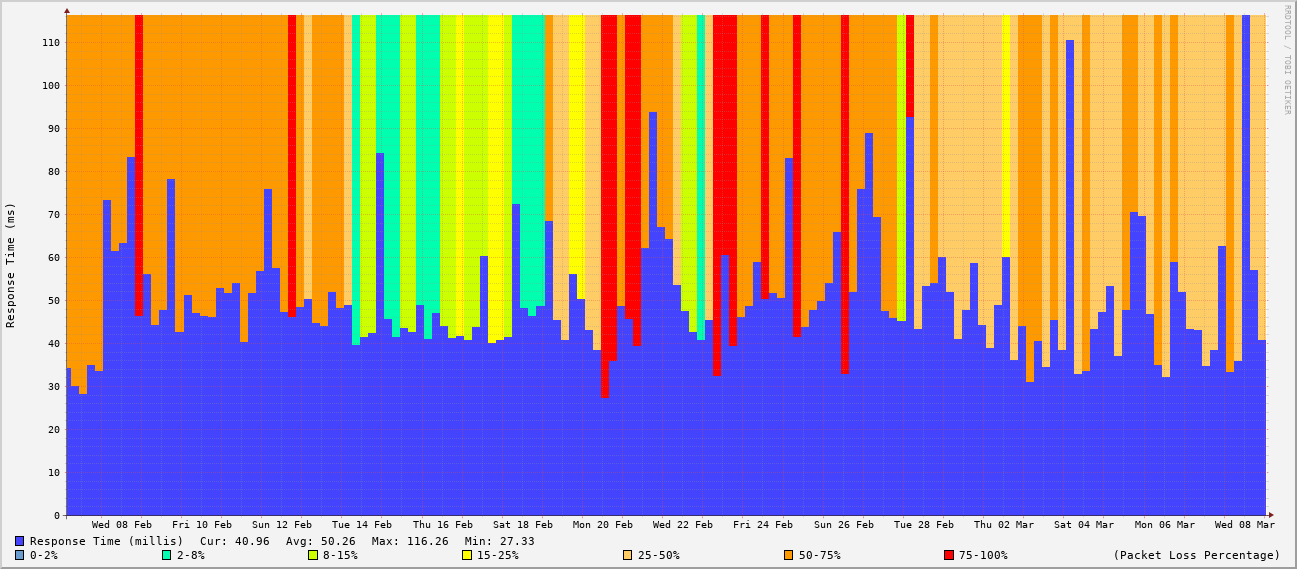 RRDTOOL / TOBI OETIKER
Response Time (ms)
110
100
90
80
70
60
50
40
30
20
10
0
Wed 08 Feb Fri 10 Feb Sun 12 Feb Tue 14 Feb Thu 16 Feb Sat 18 Feb Mon 20 Feb Wed 22 Feb Fri 24 Feb Sun 26 Feb Tue 28 Feb Thu 02 Mar Sat 04 Mar Mon 06 Mar Wed 08 Mar
Response Time (millis) Cur: 40.96 Avg: 50.26 Max: 116.26 Min: 27.33
0-2% 2-8% 8-15% 15-25% 25-50% 50-75% 75-100% (Packet Loss Percentage)